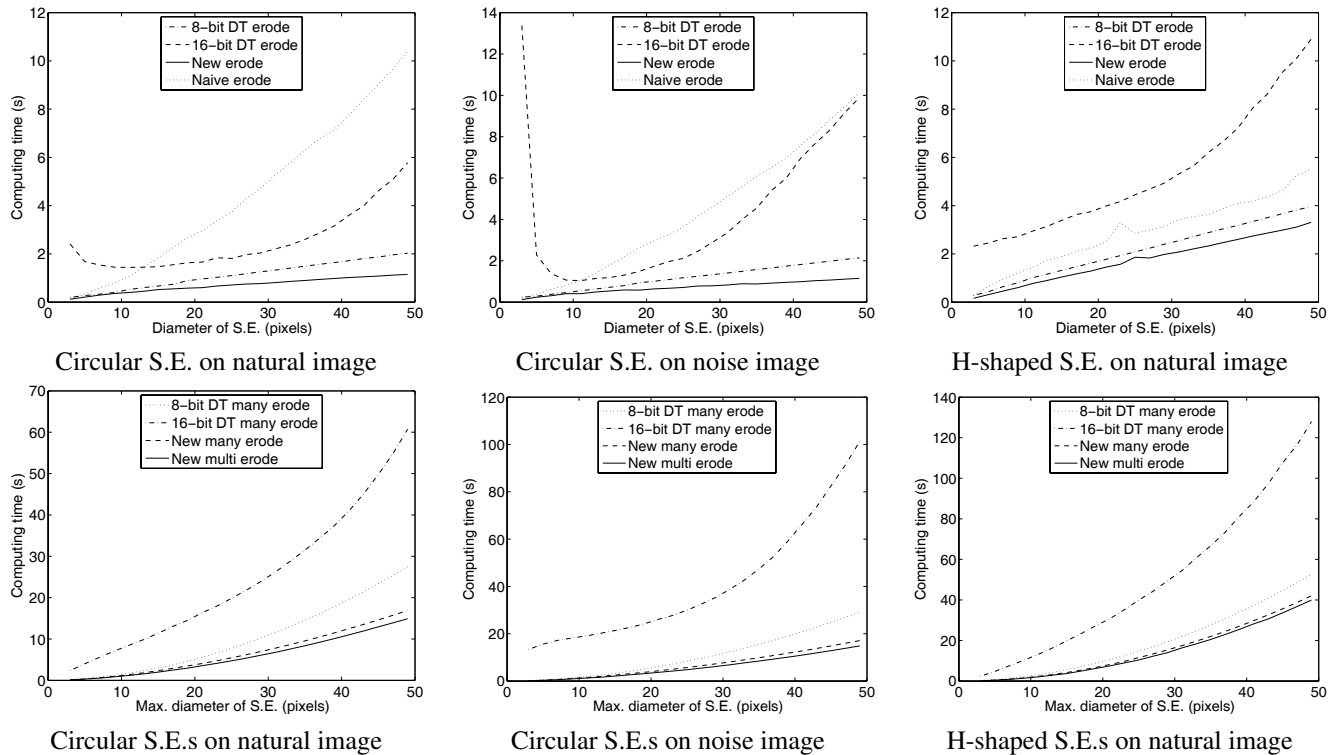 12
10
8
6
4
2
0
Computing time (s)
8−bit DT erode
16−bit DT erode
New erode
Naive erode
0 10 20 30 40 50
Diameter of S.E. (pixels)
Circular S.E. on natural image
14
12
10
8
6
4
2
0
Computing time (s)
8−bit DT erode
16−bit DT erode
New erode
Naive erode
0 10 20 30 40 50
Diameter of S.E. (pixels)
Circular S.E. on noise image
12
10
8
6
4
2
0
Computing time (s)
8−bit DT erode
16−bit DT erode
New erode
Naive erode
0 10 20 30 40 50
Diameter of S.E. (pixels)
H-shaped S.E. on natural image
70
60
50
40
30
20
10
0
Computing time (s)
8−bit DT many erode
16−bit DT many erode
New many erode
New multi erode
0 10 20 30 40 50
Max. diameter of S.E. (pixels)
Circular S.E.s on natural image
120
100
80
60
40
20
0
Computing time (s)
8−bit DT many erode
16−bit DT many erode
New many erode
New multi erode
0 10 20 30 40 50
Max. diameter of S.E. (pixels)
Circular S.E.s on noise image
140
120
100
80
60
40
20
0
Computing time (s)
8−bit DT many erode
16−bit DT many erode
New many erode
New multi erode
0 10 20 30 40 50
Max. diameter of S.E. (pixels)
H-shaped S.E.s on natural image